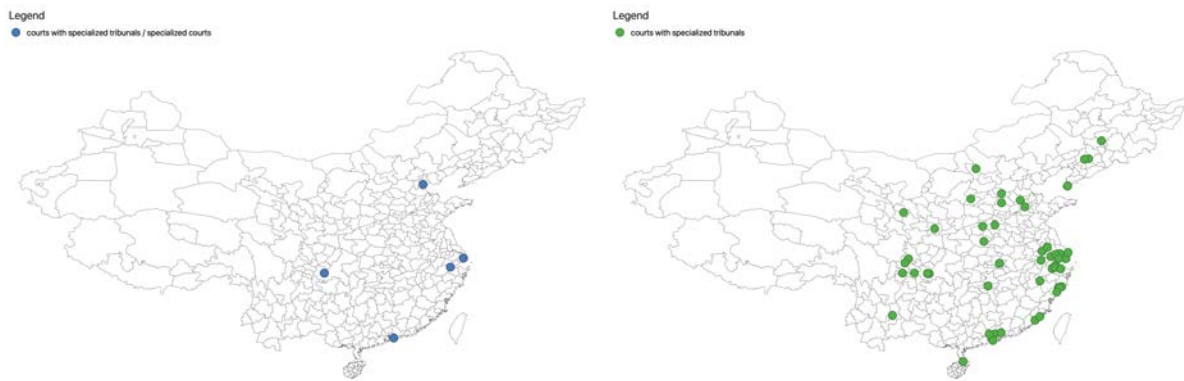 Legend
courts with specialized tribunals / specialized courts
Legend
courts with specialized tribunals